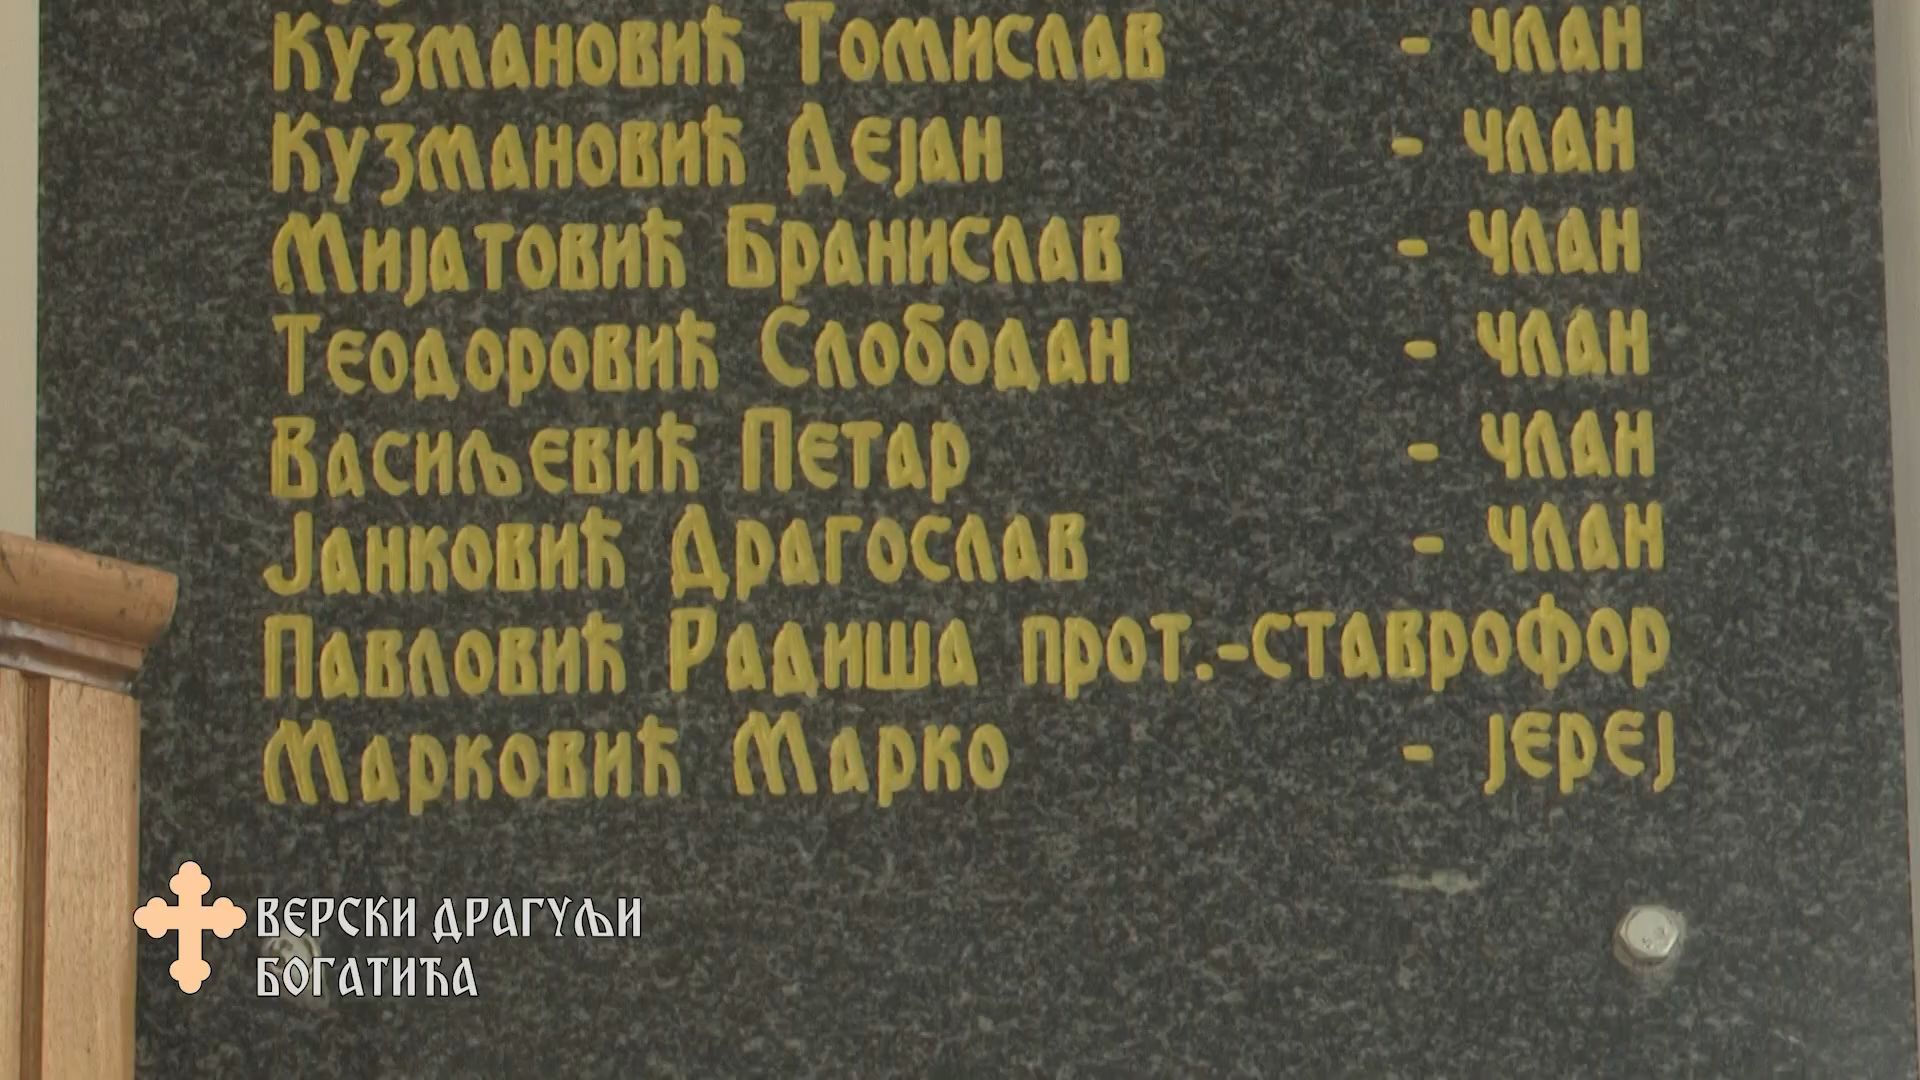 Кузмановић Томислав - члан
Кузмановић Дејан - члан
Мијатовић Бранислав - члан
Теодоровић Слободан - члан
Васиљевић Петар - члан
Јанковић Драгослав - члан
Павловић Радиша прот.-ставрофор
Марковић Марко - јереј
ВЕРСКИ ДРАГУЉИ
БОГАТИЋА